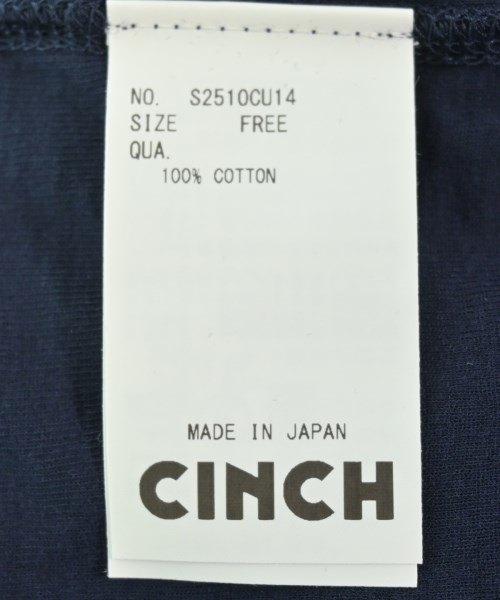 NO. S2510CU14
SIZE FREE
QUA.
100% COTTON
MADE IN JAPAN
CINCH